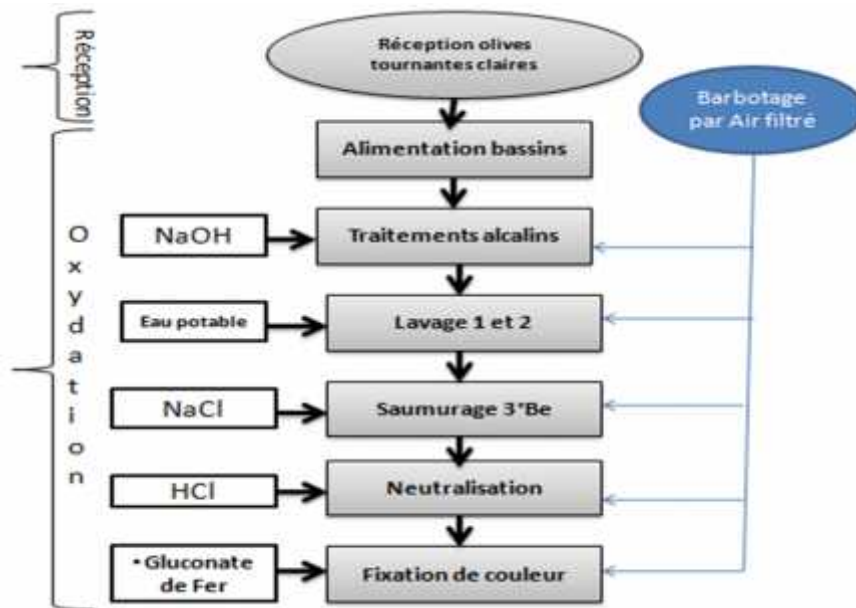 Réception
Réception olives
tournantes claires
Barbotage
par Air filtré
Alimentation bassins
Oxydation
NaOH
Traitements alcalins
Eau potable
Lavage 1 et 2
NaCl
Saumurage 3°Be
HCl
Neutralisation
•Gluconate
de Fer
Fixation de couleur